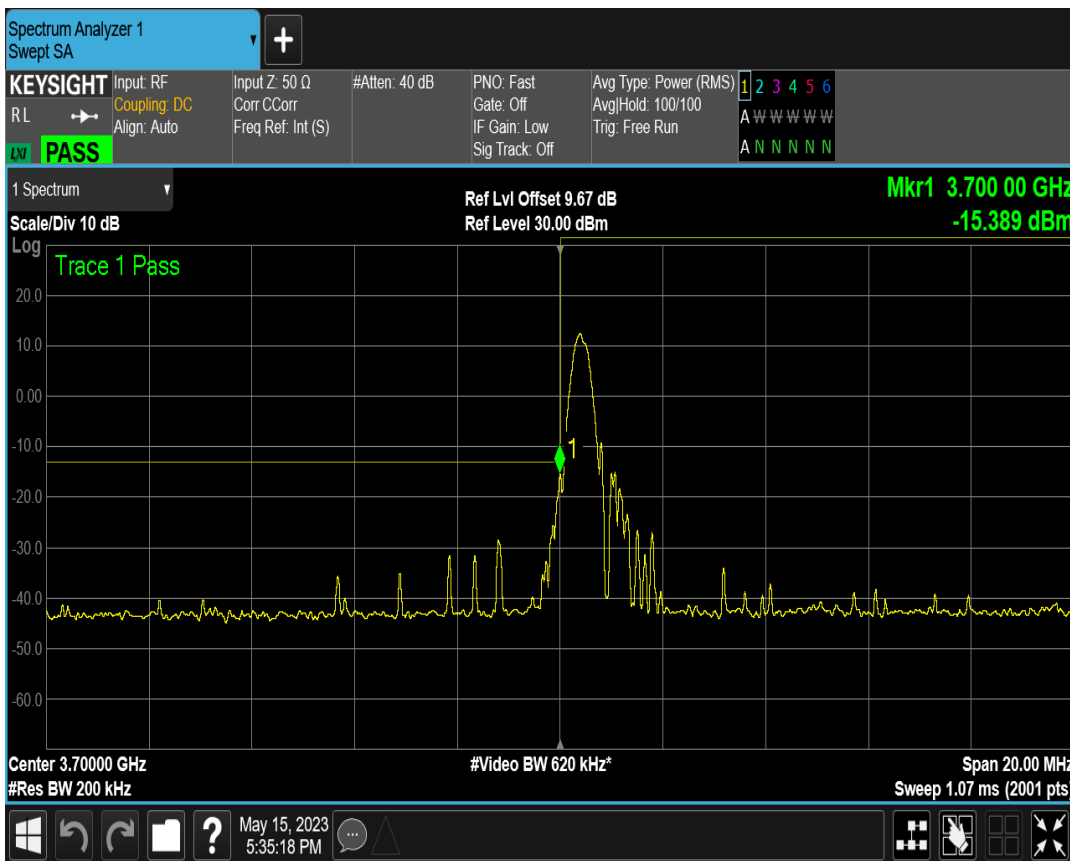 Spectrum Analyzer 1
Swept SA
+
KEYSIGHT
RL
LXI PASS
Input: RF
Coupling: DC
Align: Auto
Input Z: 50 Ω
Corr CCorr
Freq Ref: Int (S)
#Atten: 40 dB
PNO: Fast
Gate: Off
IF Gain: Low
Sig Track: Off
Avg Type: Power (RMS)
Avg|Hold: 100/100
Trig: Free Run
1 2 3 4 5 6
A W W W W W
A N N N N N
1 Spectrum
Scale/Div 10 dB
Ref Lvl Offset 9.67 dB
Ref Level 30.00 dBm
Mkr1 3.700 00 GHz
-15.389 dBm
Log
Trace 1 Pass
20.0
10.0
0.00
-10.0
1
-20.0
-30.0
-40.0
-50.0
-60.0
Center 3.70000 GHz
#Res BW 200 kHz
#Video BW 620 kHz*
Span 20.00 MHz
Sweep 1.07 ms (2001 pts)
?
May 15, 2023
5:35:18 PM